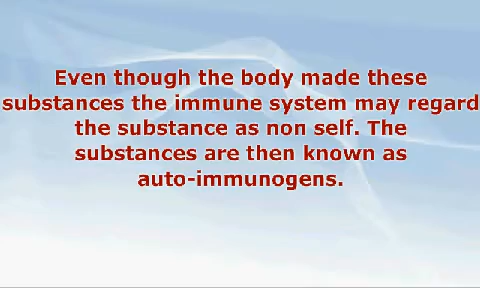 Even though the body made these
substances the immune system may regard
the substance as non self. The
substances are then known as
auto-immunogens.